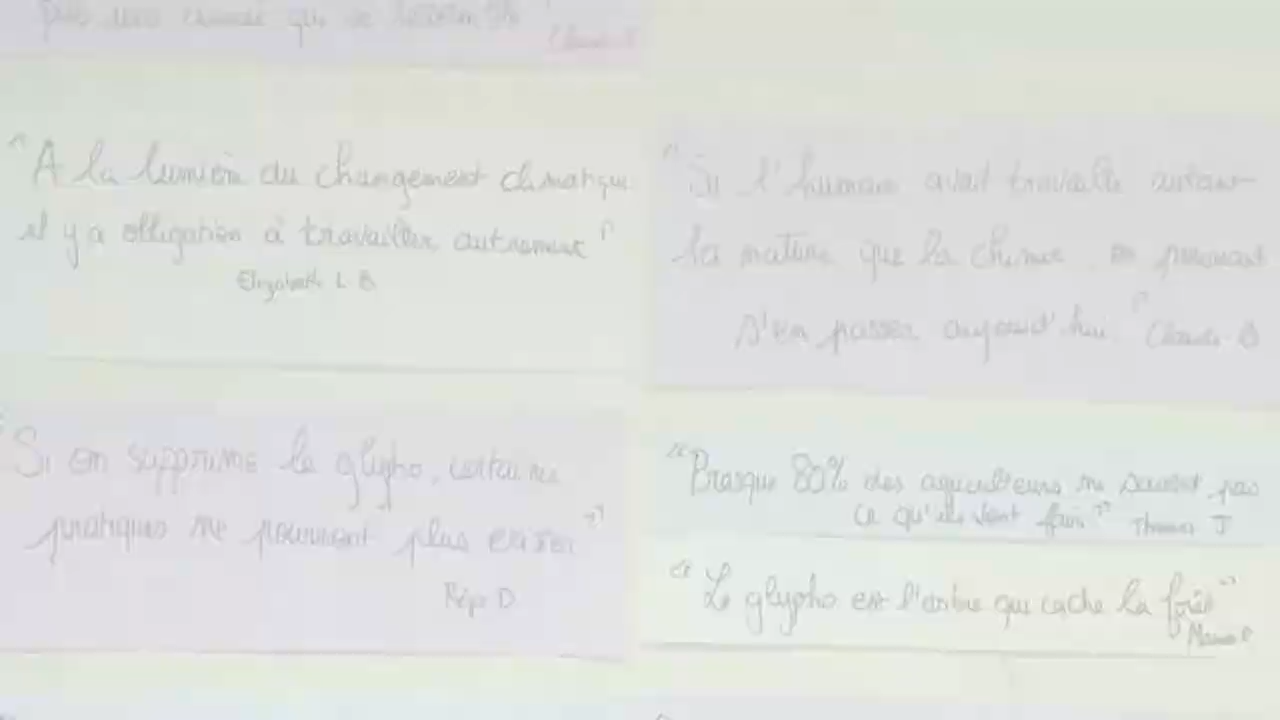 "A la lumière du changement climatique
il y a obligation à travailler autrement"
Elizabeth L B
"Si on supprime le glypho, certaines
pratiques ne pourront plus exister"
D
"Si l'humain avait travaillé autant
la nature que la chimie, on pourrait
s'en passer aujourd'hui" Claude B
"Presque 80% des agriculteurs ne savent pas
ce qu'ils vont faire" Thomas J
"Le glypho est l'arbre qui cache la forêt"